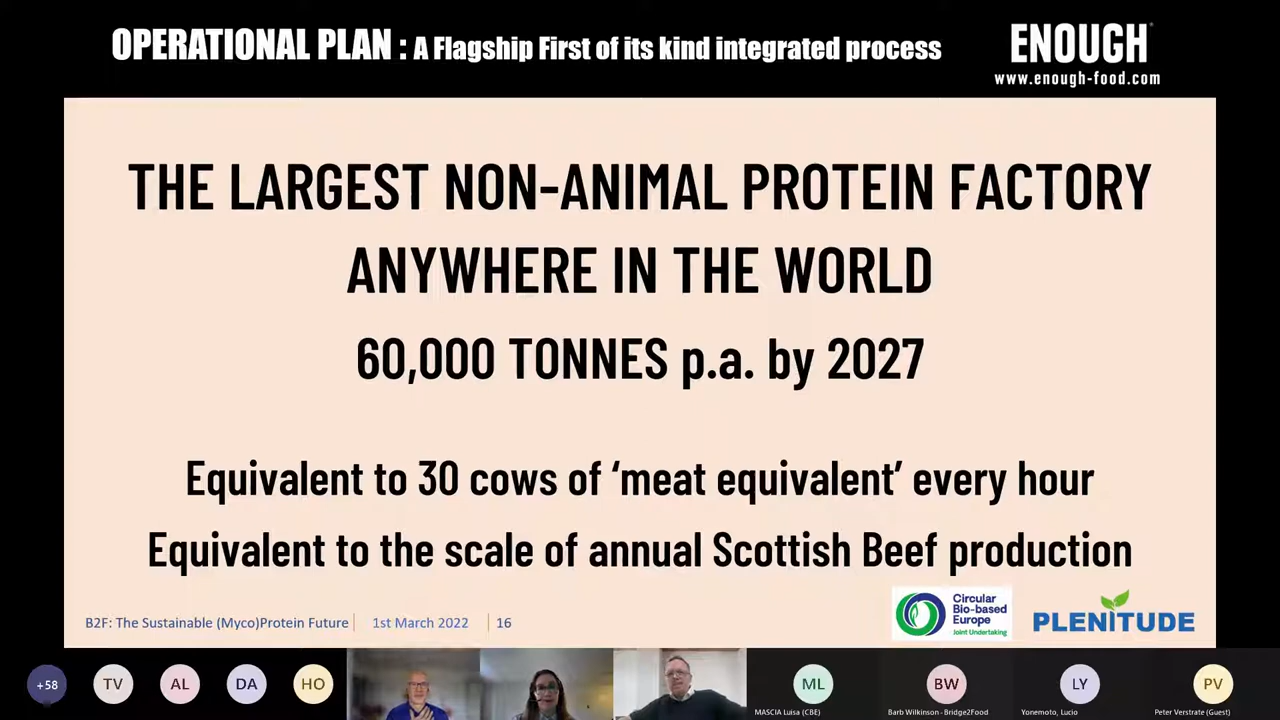 OPERATIONAL PLAN : A Flagship First of its kind integrated process
ENOUGH
www.enough-food.com
THE LARGEST NON-ANIMAL PROTEIN FACTORY
ANYWHERE IN THE WORLD
60,000 TONNES p.a. by 2027
Equivalent to 30 cows of ‘meat equivalent’ every hour
Equivalent to the scale of annual Scottish Beef production
B2F: The Sustainable (Myco)Protein Future 1st March 2022 16
Circular
Bio-based
Europe
Joint Undertaking
PLENITUDE
+58 TV AL DA HO ML BW LY PV
MASCIA Luisa (CBE) Barb Wilkinson - Bridge2Food Yonemoto, Lucio Peter Verstrate (Guest)